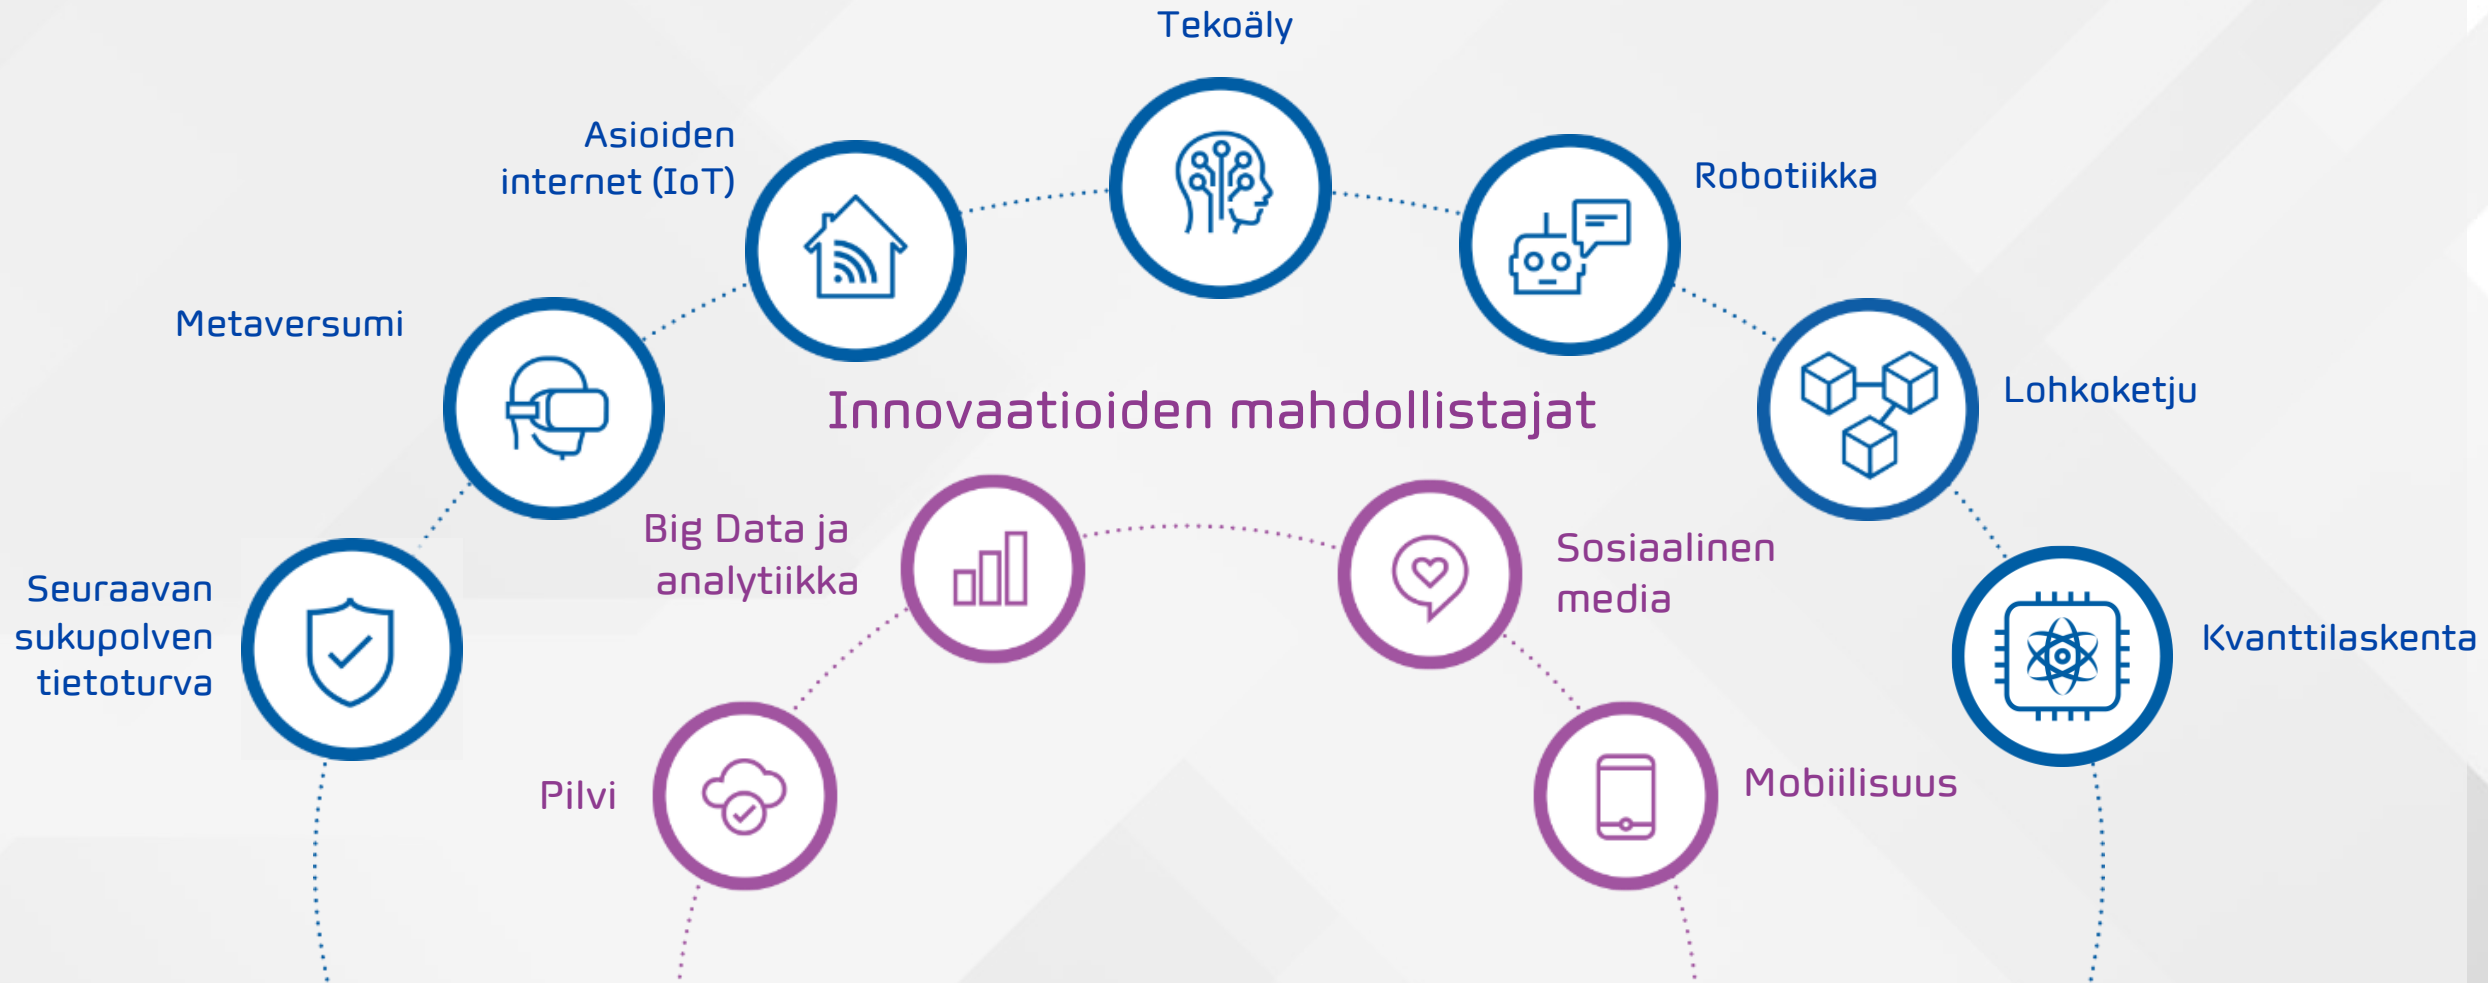 Tekoäly
Asioiden
internet (IoT)
Robotiikka
Metaversumi
Lohkoketju
Innovaatioiden mahdollistajat
Big Data ja
analytiikka
Sosiaalinen
media
Seuraavan
sukupolven
tietoturva
Kvanttilaskenta
Pilvi
Mobiilisuus